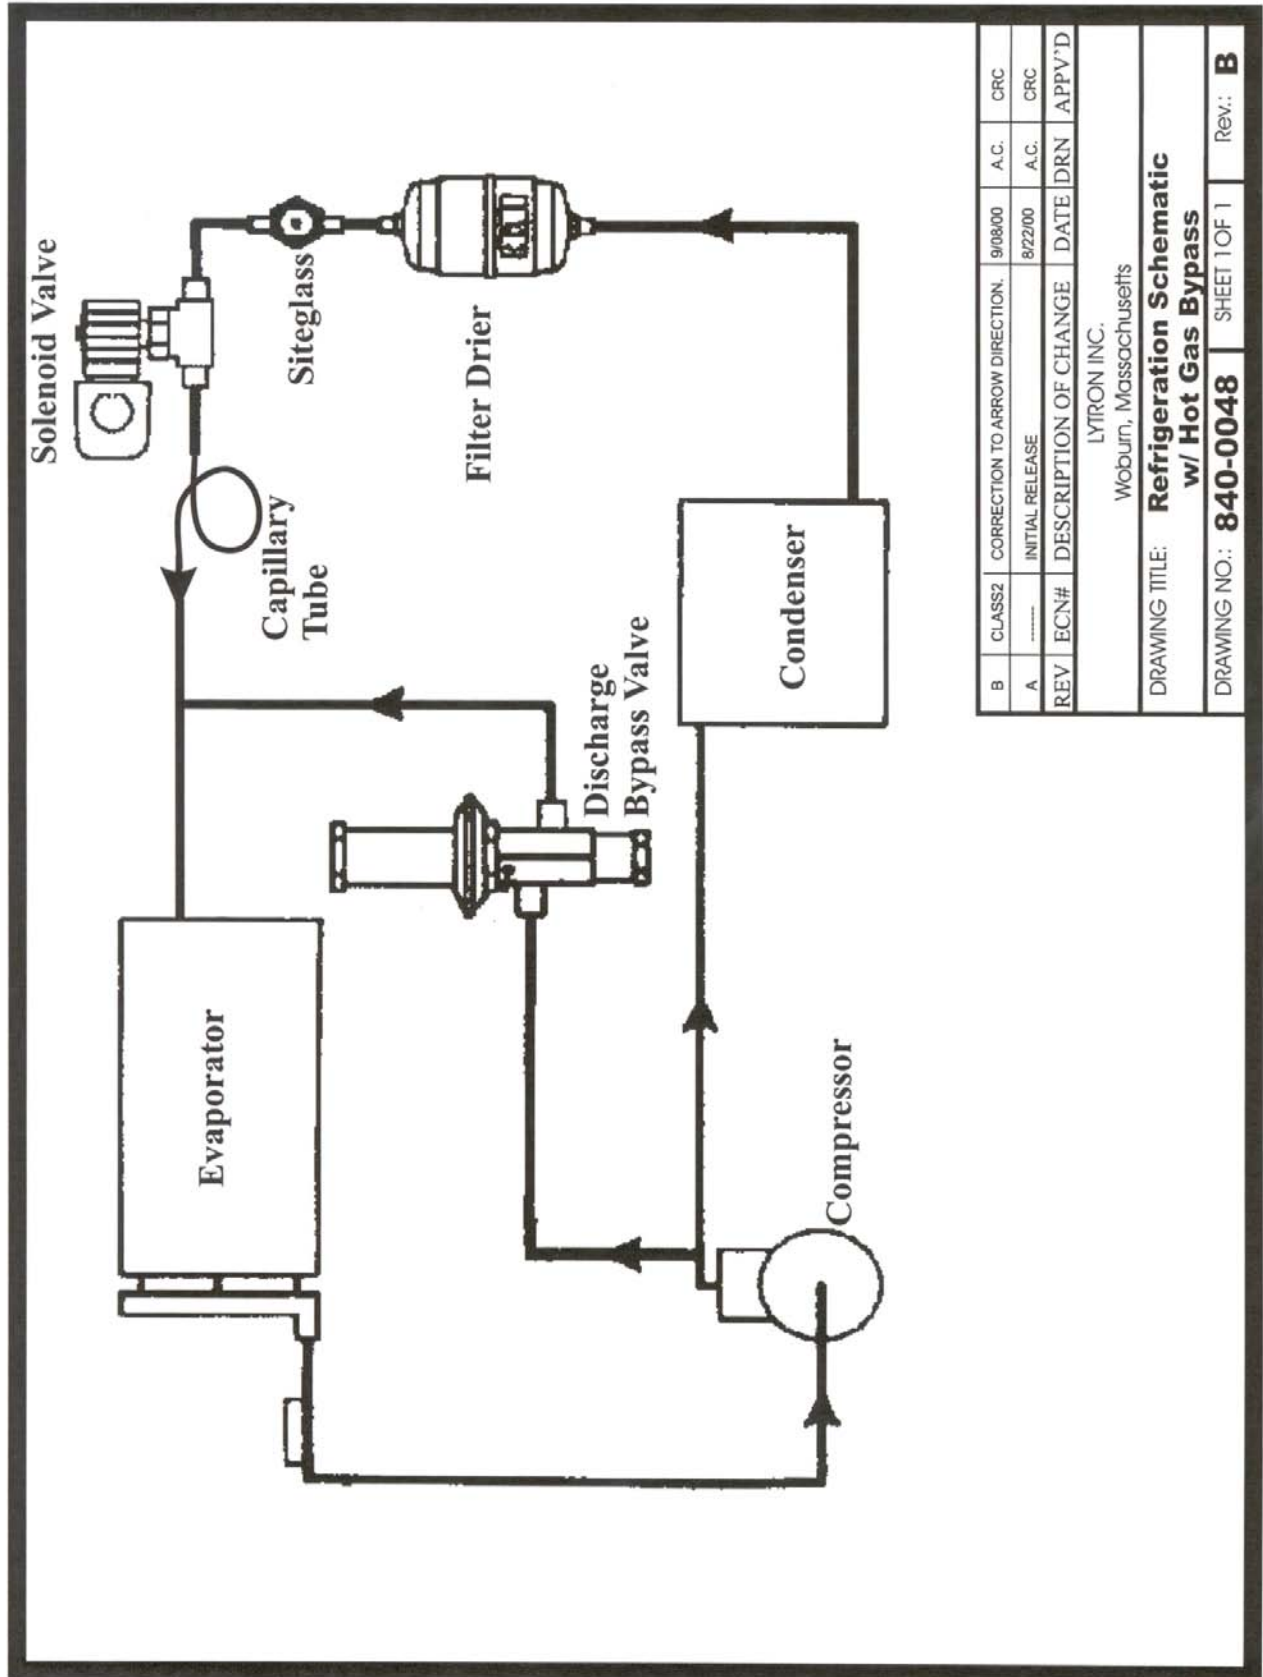 Solenoid Valve
Siteglass
Capillary
Tube
Filter Drier
Evaporator
Discharge
Bypass Valve
Condenser
Compressor
B CLASS2 CORRECTION TO ARROW DIRECTION. 9/08/00 A.C. CRC
A ------- INITIAL RELEASE 8/22/00 A.C. CRC
REV ECN# DESCRIPTION OF CHANGE DATE DRN APPV'D
LYTRON INC.
Woburn, Massachusetts
DRAWING TITLE: Refrigeration Schematic
w/ Hot Gas Bypass
DRAWING NO.: 840-0048 SHEET 1 OF 1 Rev.: B